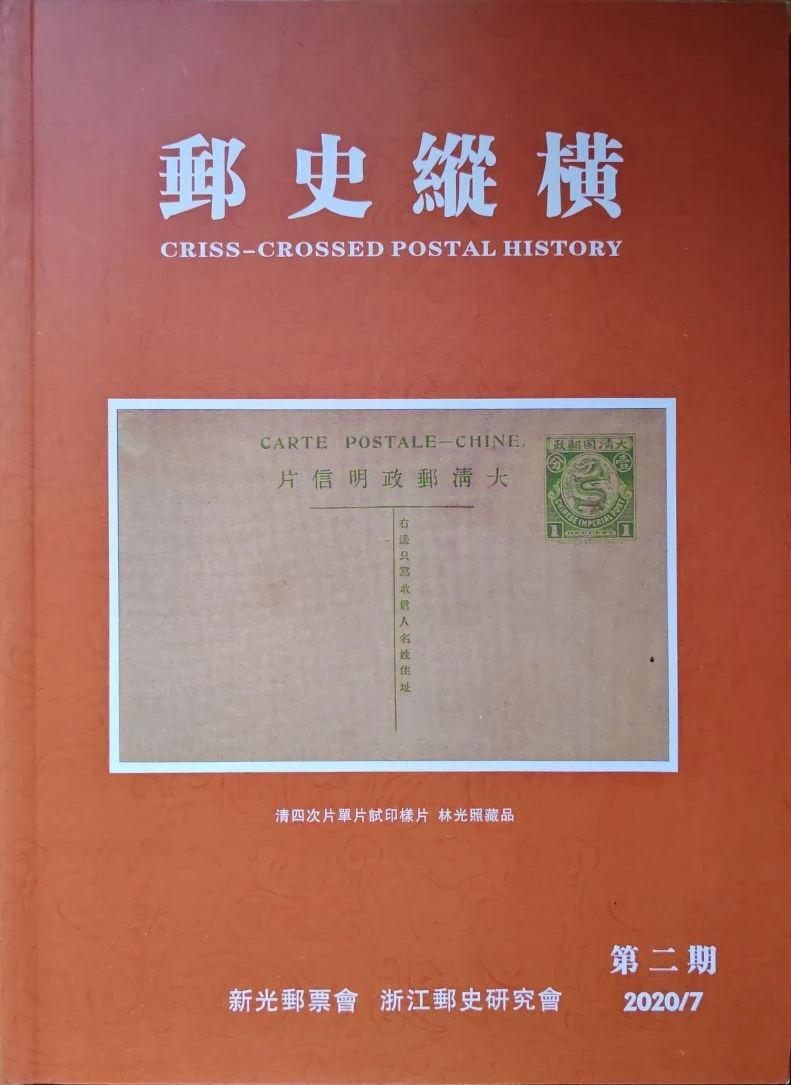 郵史縱橫
CRISS-CROSSED POSTAL HISTORY
CARTE POSTALE—CHINE.
片信明政郵清大
政郵國清大
分 壹
CHINESE IMPERIAL POST
1 ONE CENT 1
右邊只寫收信人名姓住址
清四次片單片試印樣片 林光照藏品
第二期
新光郵票會 浙江郵史研究會
2020/7